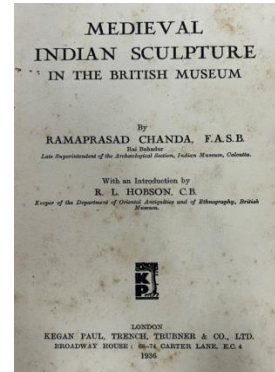 MEDIEVAL
INDIAN SCULPTURE
IN THE BRITISH MUSEUM
By
RAMAPRASAD CHANDA, F.A.S.B.
Rai Bahadur
Late Superintendent of the Archæological Section, Indian Museum, Calcutta.
With an Introduction by
R. L. HOBSON, C.B.
Keeper of the Department of Oriental Antiquities and of Ethnography, British
Museum.
LONDON
KEGAN PAUL, TRENCH, TRUBNER & CO., LTD.
BROADWAY HOUSE: 68-74 CARTER LANE, E.C. 4
1936